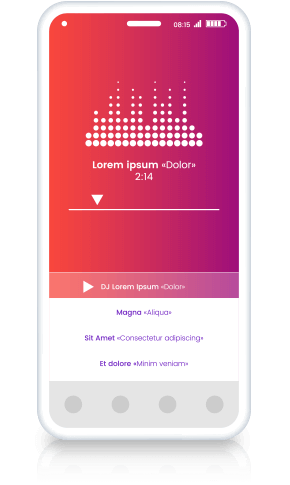 08:15
Lorem ipsum «Dolor»
2:14
DJ Lorem Ipsum «Dolor»
Magna «Aliqua»
Sit Amet «Consectetur adipiscing»
Et dolore «Minim veniam»